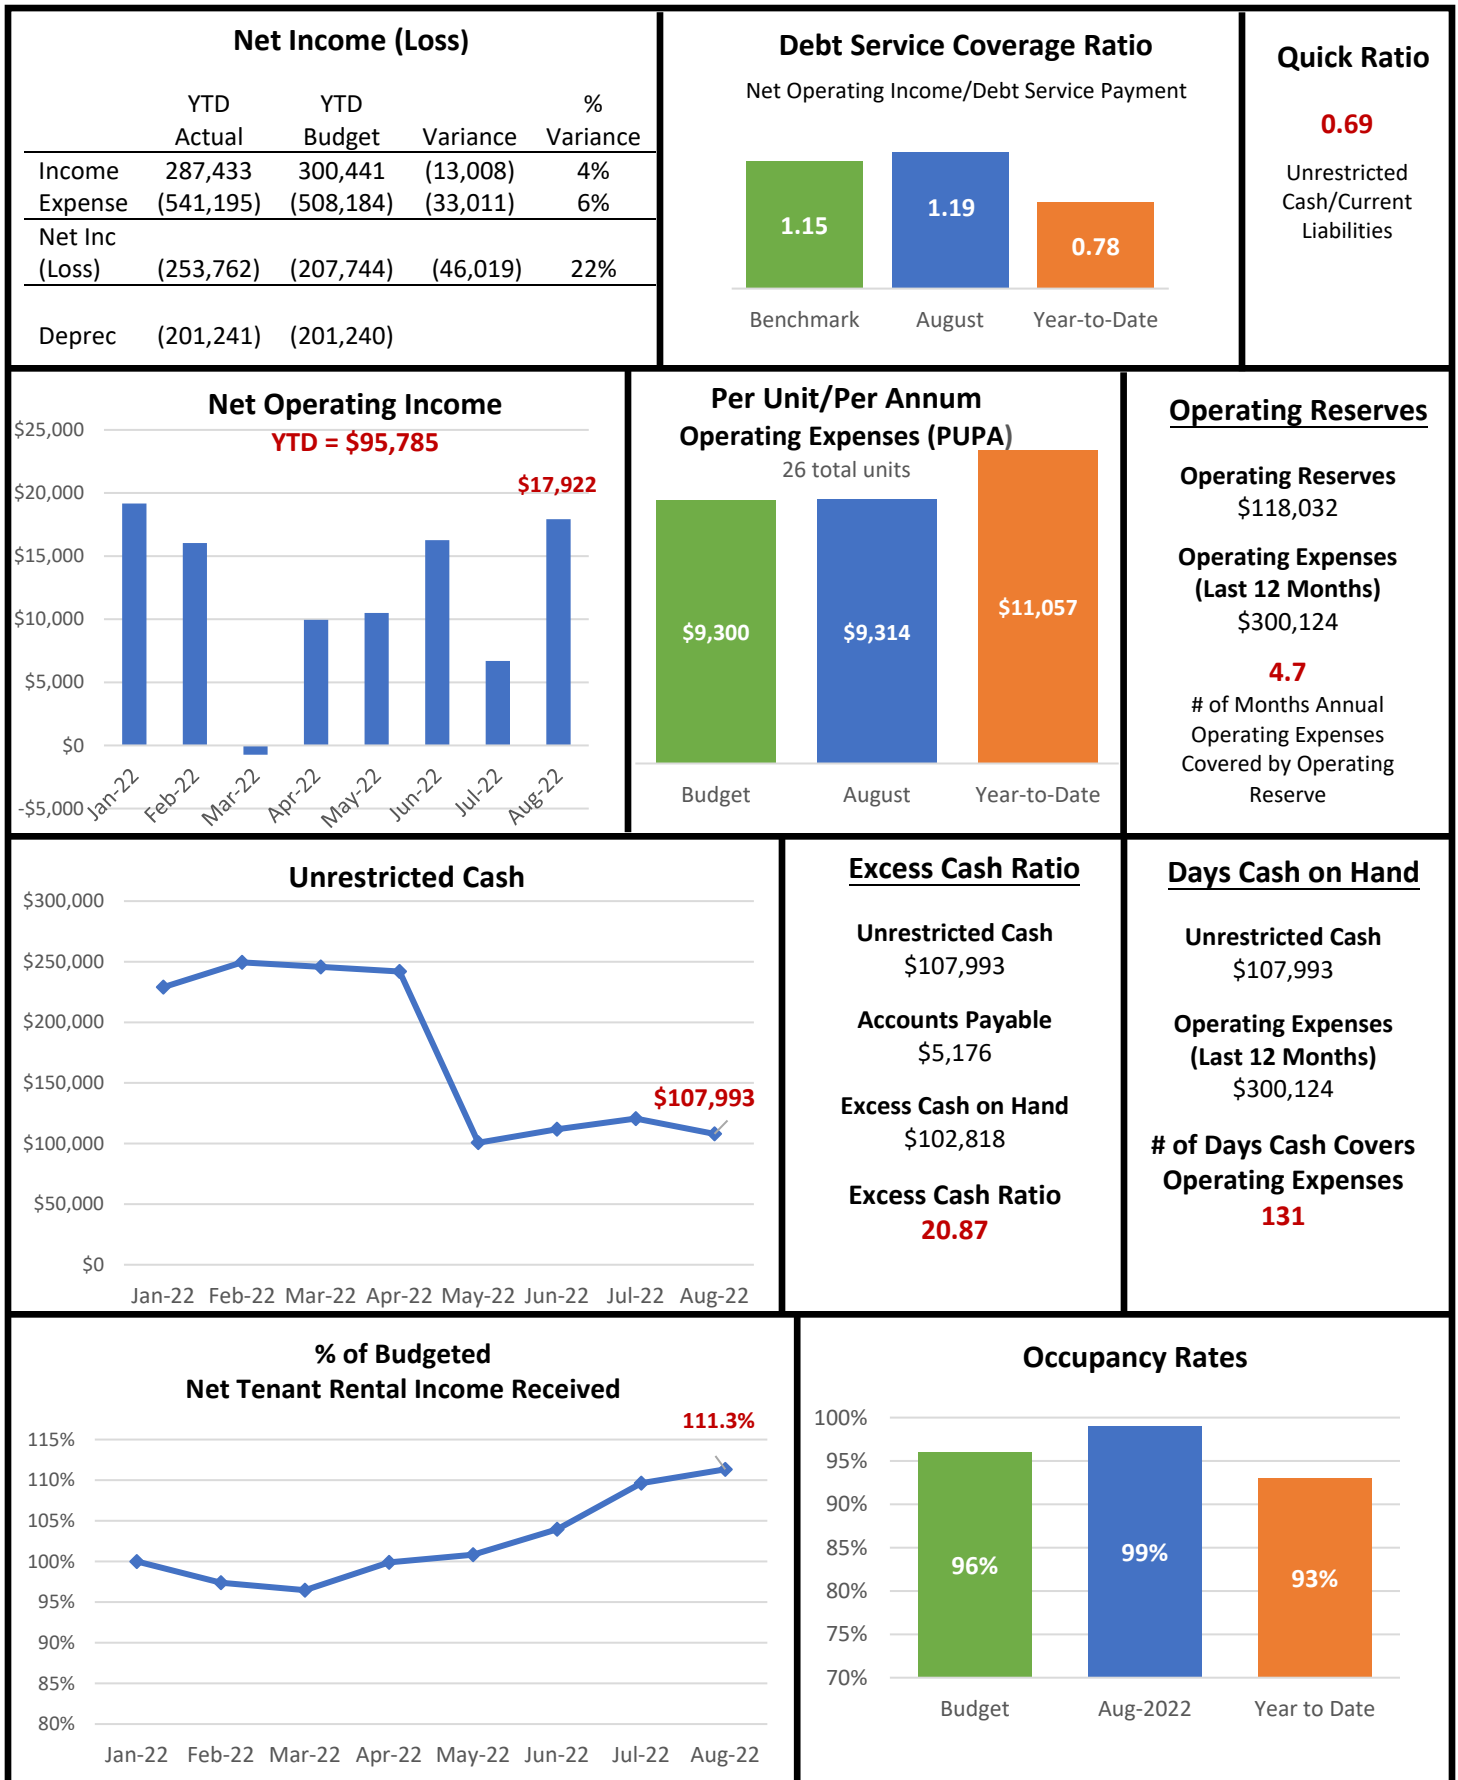 Net Income (Loss)
YTD YTD %
Actual Budget Variance Variance
Income 287,433 300,441 (13,008) 4%
Expense (541,195) (508,184) (33,011) 6%
Net Inc
(Loss) (253,762) (207,744) (46,019) 22%
Deprec (201,241) (201,240)
Debt Service Coverage Ratio
Net Operating Income/Debt Service Payment
1.15
1.19
0.78
Benchmark August Year-to-Date
Quick Ratio
0.69
Unrestricted
Cash/Current
Liabilities
Net Operating Income
YTD = $95,785
$25,000
$20,000
$15,000
$10,000
$5,000
$0
-$5,000
$17,922
Jan-22 Feb-22 Mar-22 Apr-22 May-22 Jun-22 Jul-22 Aug-22
Per Unit/Per Annum
Operating Expenses (PUPA)
26 total units
$9,300
$9,314
$11,057
Budget August Year-to-Date
Operating Reserves
Operating Reserves
$118,032
Operating Expenses
(Last 12 Months)
$300,124
4.7
# of Months Annual
Operating Expenses
Covered by Operating
Reserve
Unrestricted Cash
$300,000
$250,000
$200,000
$150,000
$100,000
$50,000
$0
$107,993
Jan-22 Feb-22 Mar-22 Apr-22 May-22 Jun-22 Jul-22 Aug-22
Excess Cash Ratio
Unrestricted Cash
$107,993
Accounts Payable
$5,176
Excess Cash on Hand
$102,818
Excess Cash Ratio
20.87
Days Cash on Hand
Unrestricted Cash
$107,993
Operating Expenses
(Last 12 Months)
$300,124
# of Days Cash Covers
Operating Expenses
131
% of Budgeted
Net Tenant Rental Income Received
111.3%
115%
110%
105%
100%
95%
90%
85%
80%
Jan-22 Feb-22 Mar-22 Apr-22 May-22 Jun-22 Jul-22 Aug-22
Occupancy Rates
100%
95%
90%
85%
80%
75%
70%
96%
99%
93%
Budget Aug-2022 Year to Date